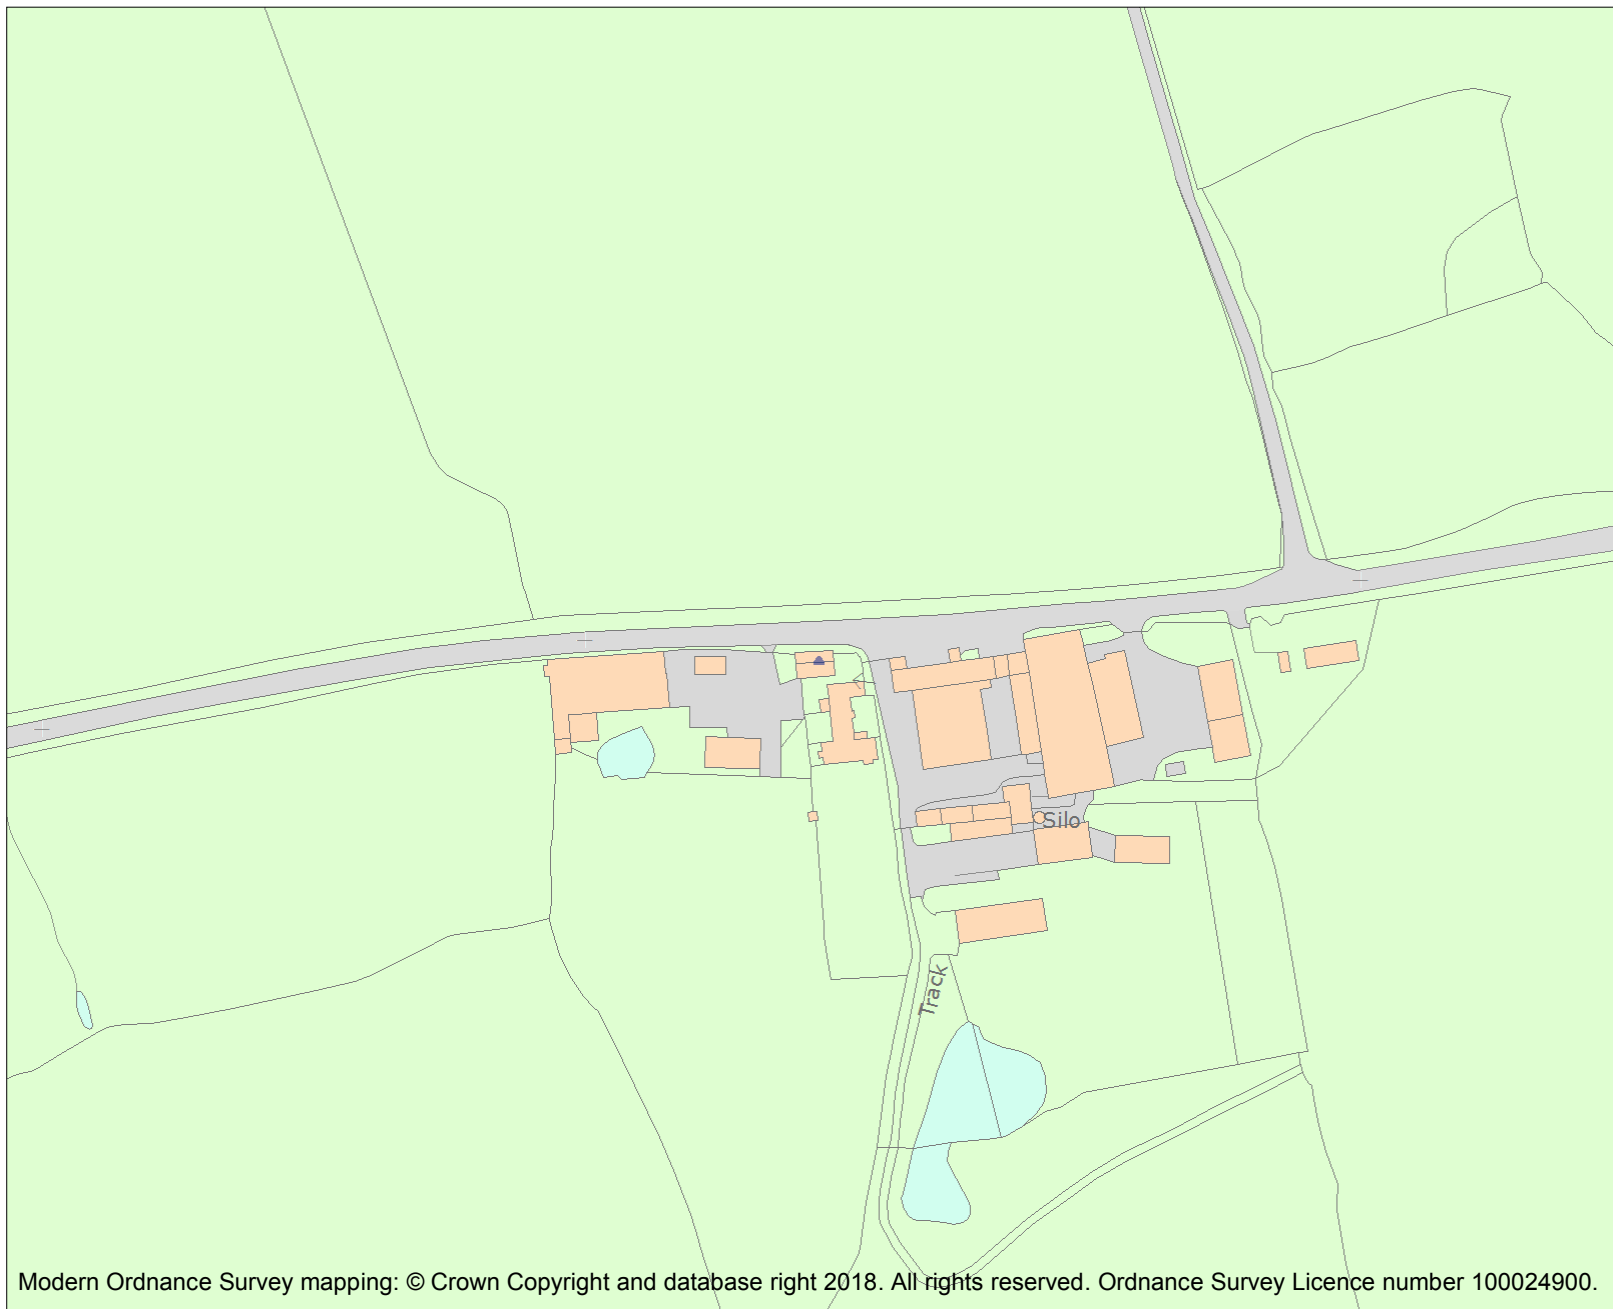 Silo
Track
Modern Ordnance Survey mapping: © Crown Copyright and database right 2018. All rights reserved. Ordnance Survey Licence number 100024900.